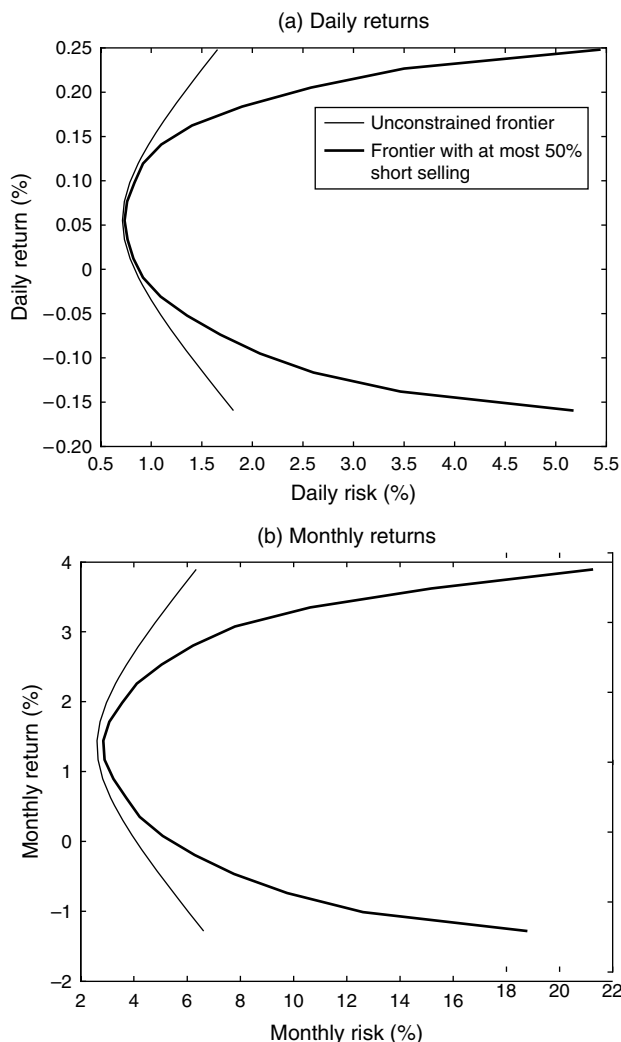 (a) Daily returns
0.25
0.20
0.15
0.10
0.05
0
−0.05
−0.10
−0.15
−0.20
Daily return (%)
Unconstrained frontier
Frontier with at most 50%
short selling
0.5 1.0 1.5 2.0 2.5 3.0 3.5 4.0 4.5 5.0 5.5
Daily risk (%)
(b) Monthly returns
4
3
2
1
0
−1
−2
Monthly return (%)
2 4 6 8 10 12 14 16 18 20 22
Monthly risk (%)